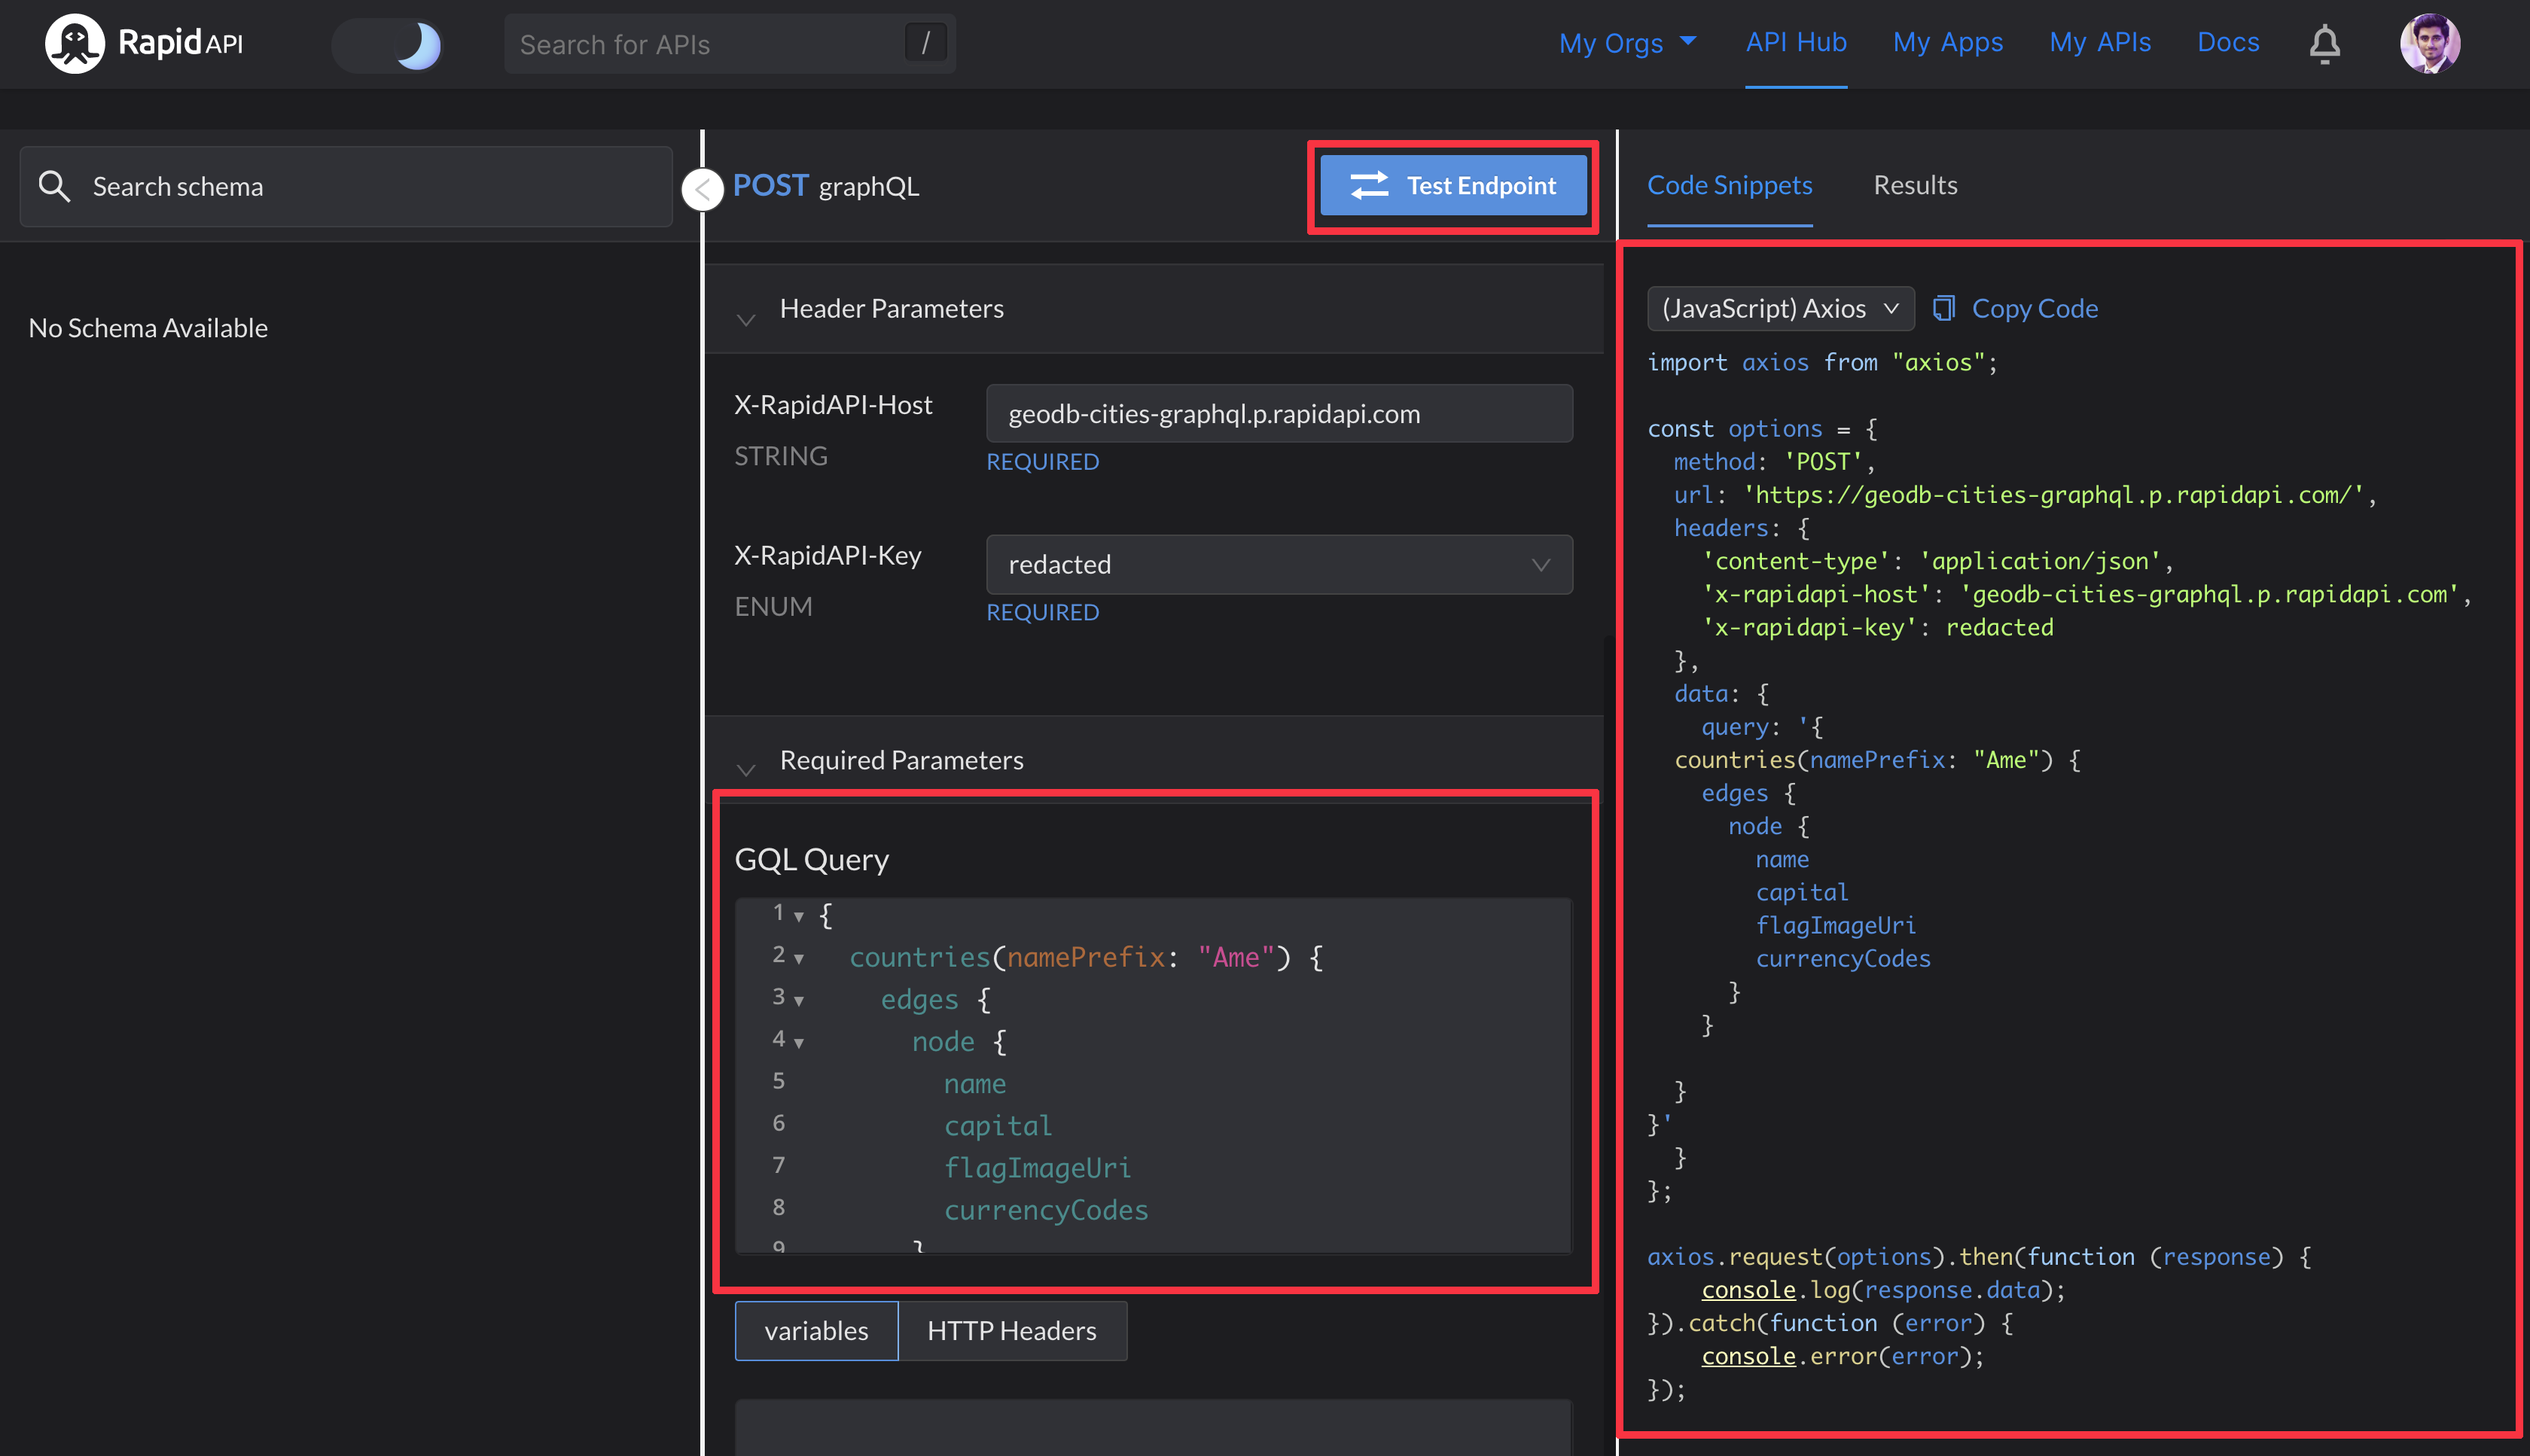 Rapid API
Search for APIs
/
My Orgs
API Hub
My Apps
My APIs
Docs
Search schema
No Schema Available
POST graphQL
Test Endpoint
Header Parameters
X-RapidAPI-Host
geodb-cities-graphql.p.rapidapi.com
STRING
REQUIRED
X-RapidAPI-Key
redacted
ENUM
REQUIRED
Required Parameters
GQL Query
1 {
2 countries(namePrefix: "Ame") {
3 edges {
4 node {
5 name
6 capital
7 flagImageUri
8 currencyCodes
9 }
variables
HTTP Headers
Code Snippets
Results
(JavaScript) Axios
Copy Code
import axios from "axios";
const options = {
method: 'POST',
url: 'https://geodb-cities-graphql.p.rapidapi.com/',
headers: {
'content-type': 'application/json',
'x-rapidapi-host': 'geodb-cities-graphql.p.rapidapi.com',
'x-rapidapi-key': redacted
},
data: {
query: '{
countries(namePrefix: "Ame") {
edges {
node {
name
capital
flagImageUri
currencyCodes
}
}
}
}'
}
};
axios.request(options).then(function (response) {
console.log(response.data);
}).catch(function (error) {
console.error(error);
});